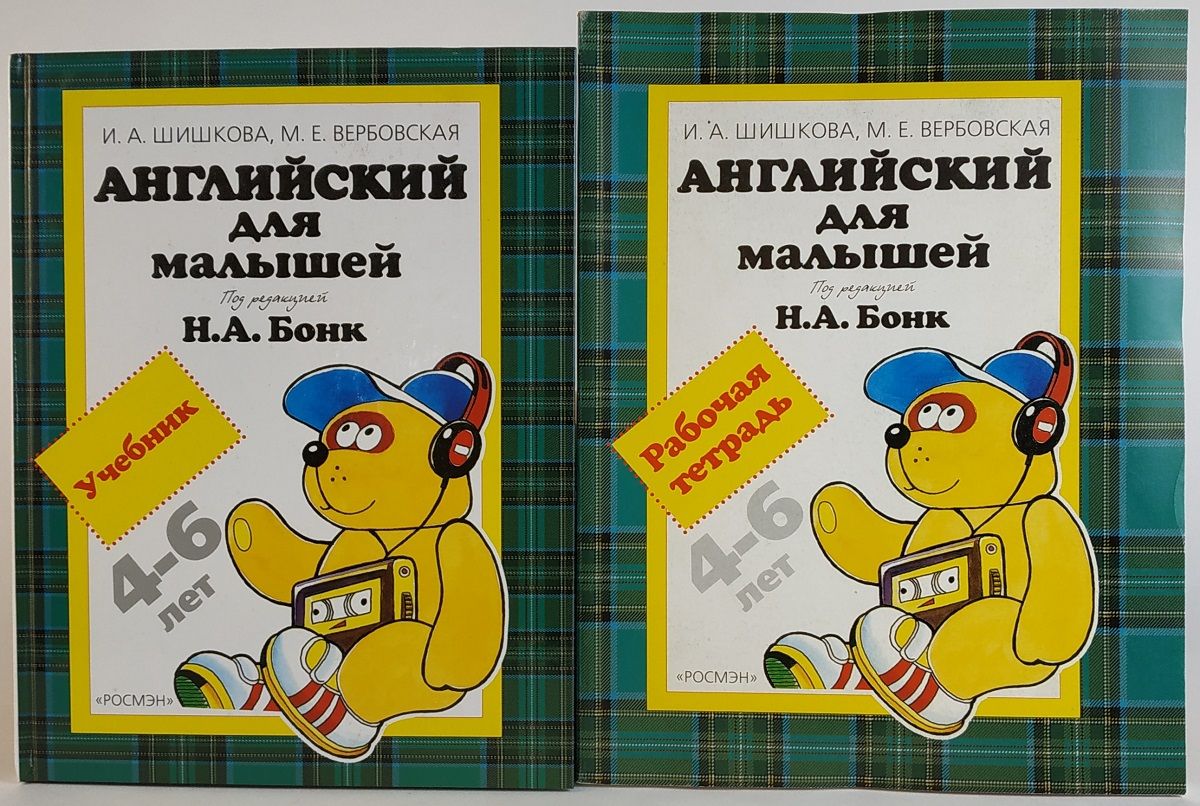 И. А. ШИШКОВА, М. Е. ВЕРБОВСКАЯ
АНГЛИЙСКИЙ
ДЛЯ
МАЛЫШЕЙ
Под редакцией
Н.А. Бонк
Учебник
4-6
лет
«РОСМЭН»
И. А. ШИШКОВА, М. Е. ВЕРБОВСКАЯ
АНГЛИЙСКИЙ
ДЛЯ
МАЛЫШЕЙ
Под редакцией
Н.А. Бонк
Рабочая
тетрадь
4-6
лет
«РОСМЭН»